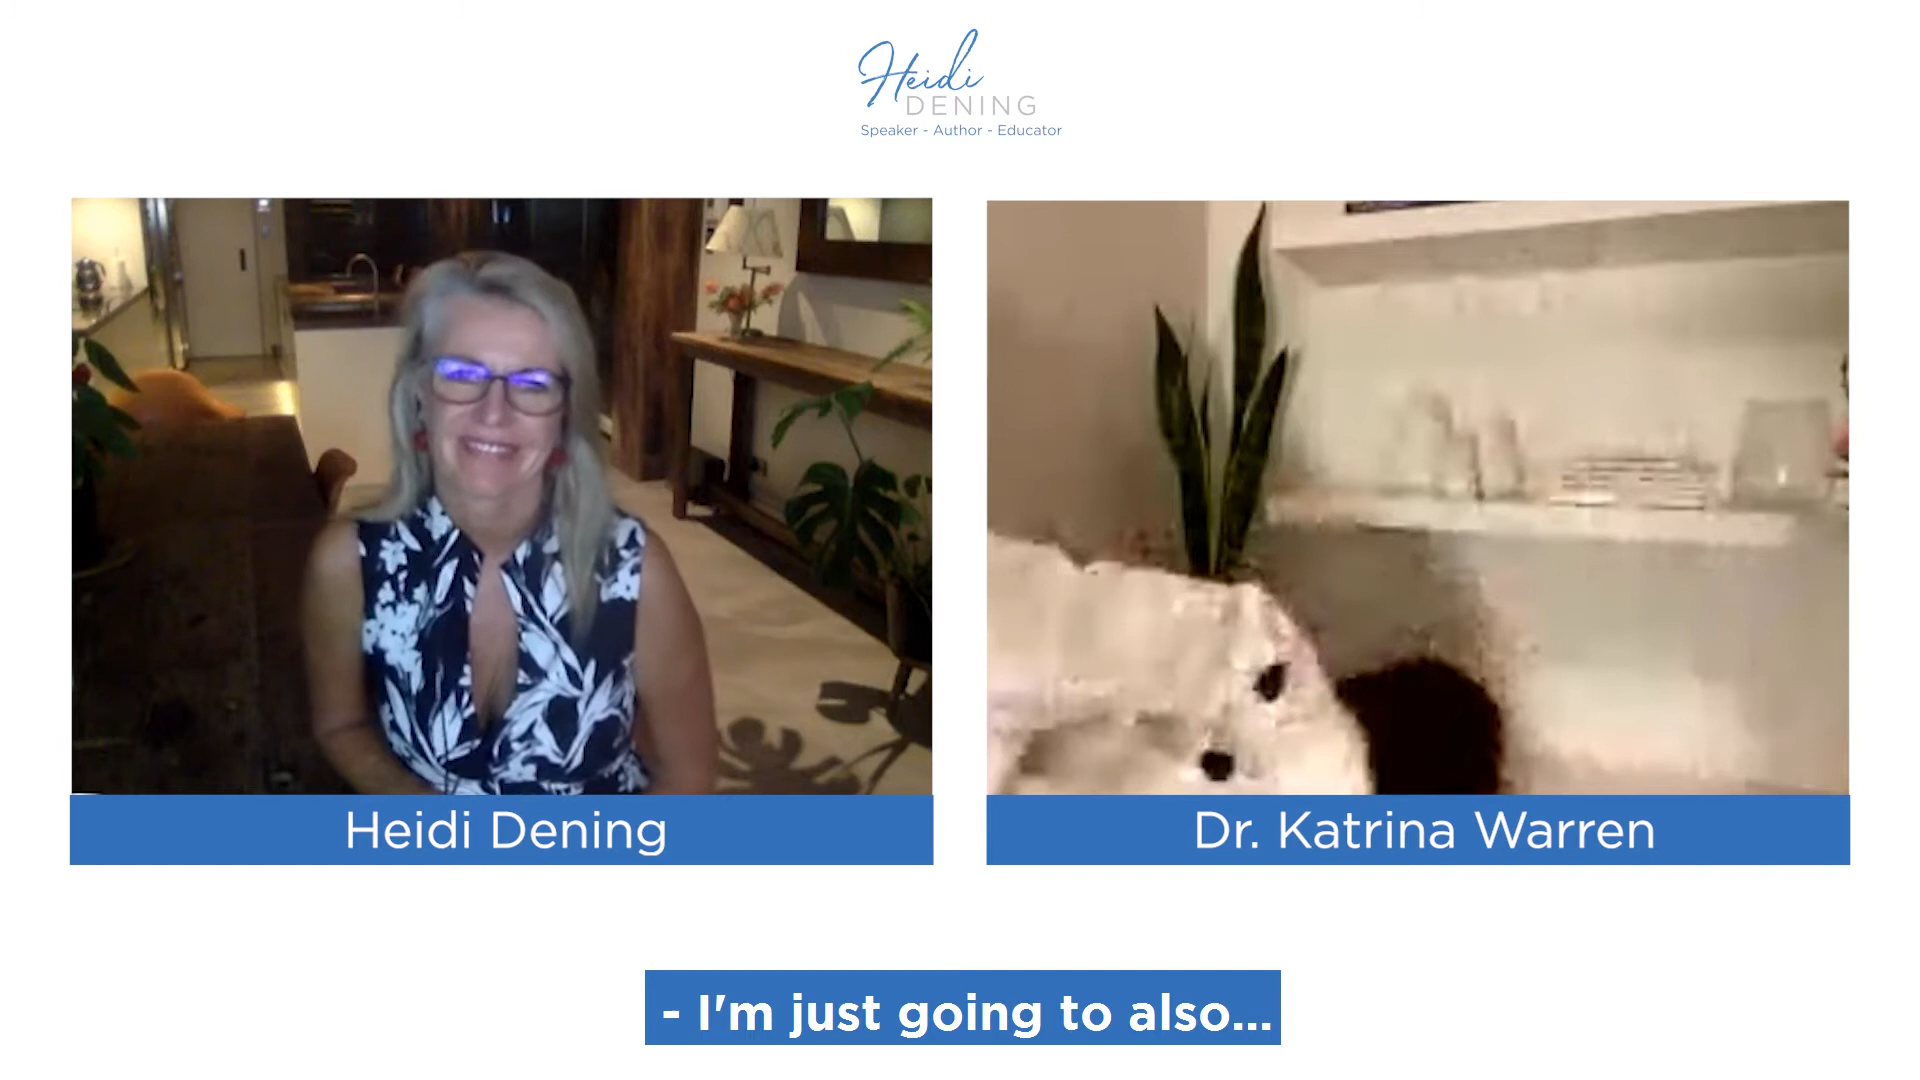 Heidi
DENING
Speaker - Author - Educator
Heidi Dening
Dr. Katrina Warren
- I'm just going to also...